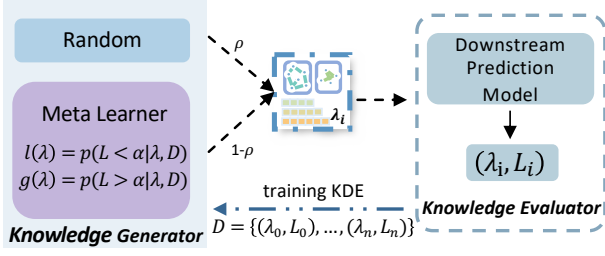 Random
Meta Learner
l(λ) = p(L < α|λ, D)
g(λ) = p(L > α|λ, D)
Knowledge Generator
ρ
1-ρ
λᵢ
training KDE
D = {(λ₀, L₀), ..., (λₙ, Lₙ)}
Downstream
Prediction
Model
(λᵢ, Lᵢ)
Knowledge Evaluator